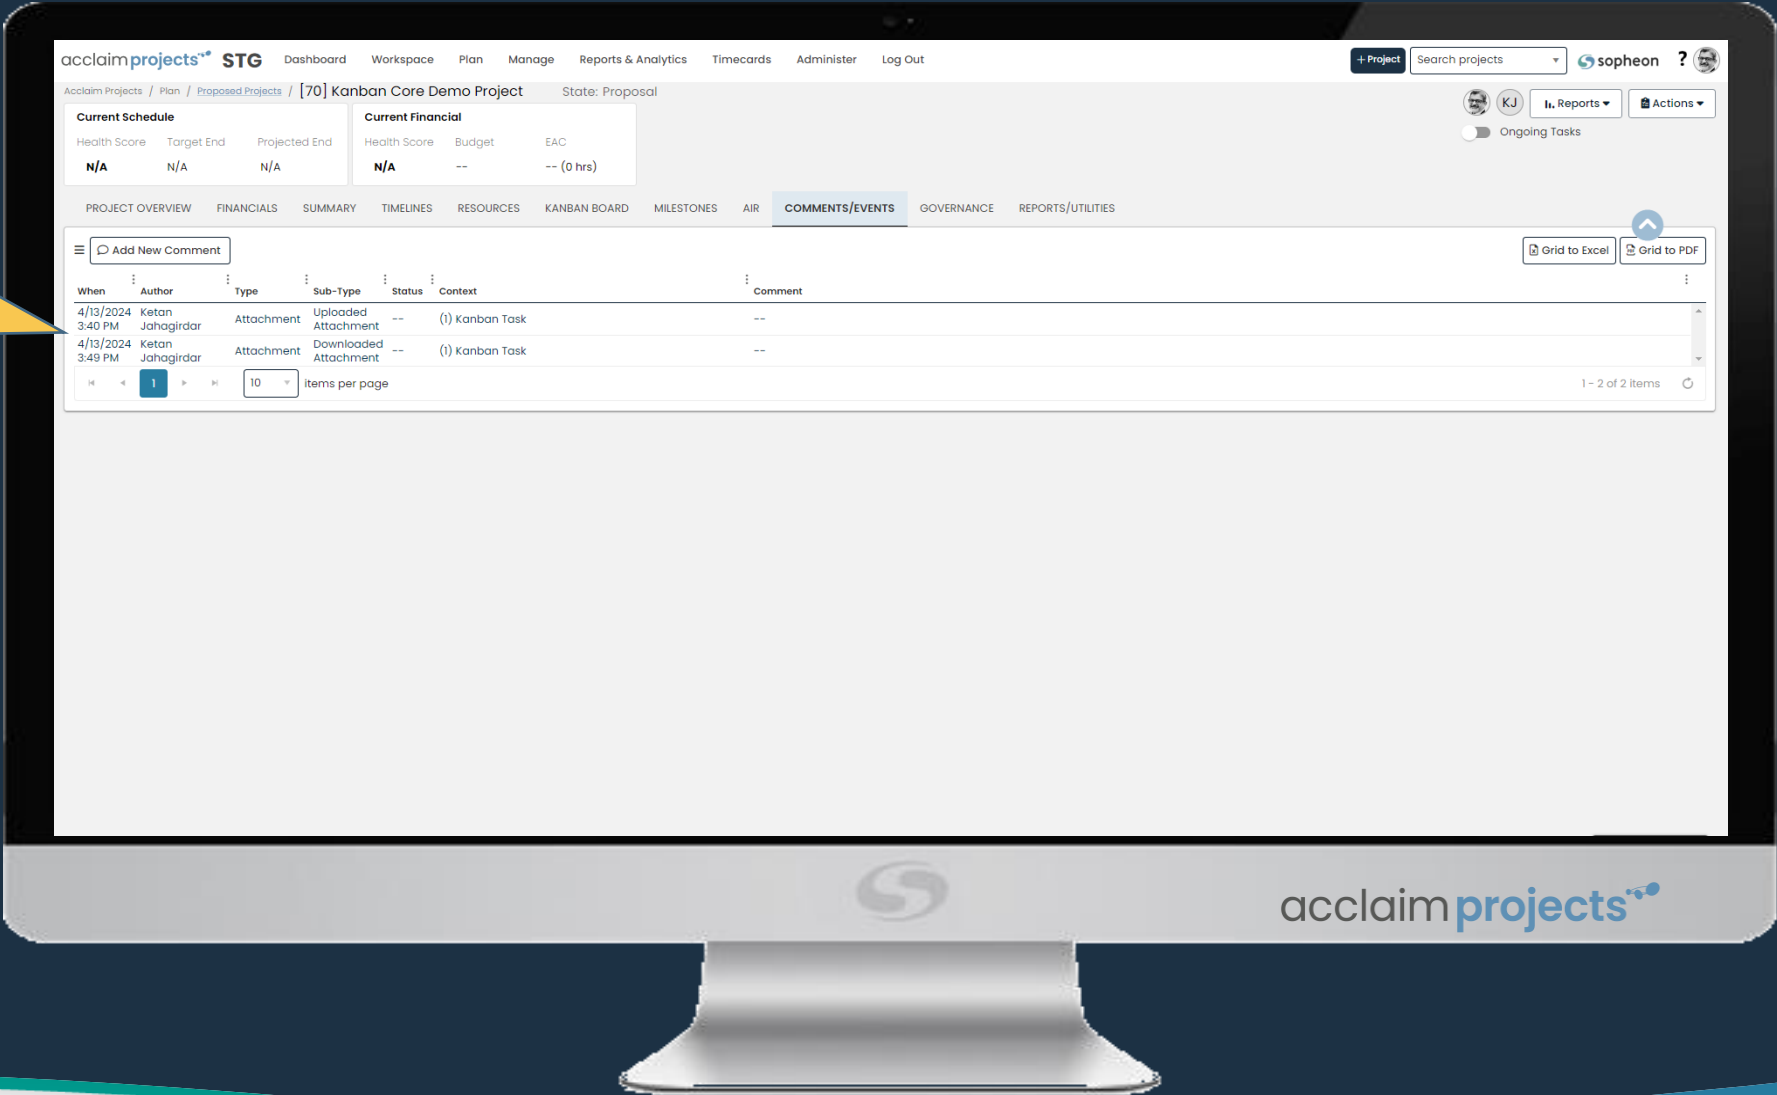 acclaim projects STG Dashboard Workspace Plan Manage Reports & Analytics Timecards Administer Log Out +Project Search projects sopheon ?
Acclaim Projects / Plan / Proposed Projects / [70] Kanban Core Demo Project State: Proposal
KJ Reports Actions
Ongoing Tasks
Current Schedule
Health Score Target End Projected End
N/A N/A N/A
Current Financial
Health Score Budget EAC
N/A -- -- (0 hrs)
PROJECT OVERVIEW FINANCIALS SUMMARY TIMELINES RESOURCES KANBAN BOARD MILESTONES AIR COMMENTS/EVENTS GOVERNANCE REPORTS/UTILITIES
Add New Comment Grid to Excel Grid to PDF
When Author Type Sub-Type Status Context Comment
4/13/2024 3:40 PM Ketan Jahagirdar Attachment Uploaded Attachment -- (1) Kanban Task --
4/13/2024 3:49 PM Ketan Jahagirdar Attachment Downloaded Attachment -- (1) Kanban Task --
1 10 items per page 1 - 2 of 2 items
acclaim projects